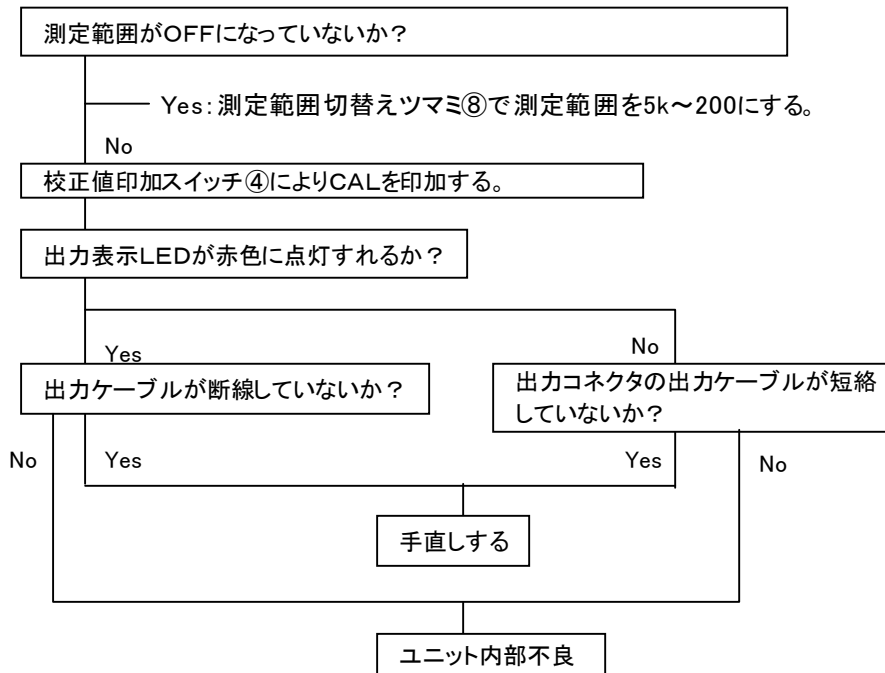 測定範囲がOFFになっていないか？
Yes：測定範囲切替えツマミ⑧で測定範囲を5k～200にする。
No
校正値印加スイッチ④によりCALを印加する。
出力表示LEDが赤色に点灯すれるか？
Yes
No
出力ケーブルが断線していないか？
出力コネクタの出力ケーブルが短絡
していないか？
No
Yes
Yes
No
手直しする
ユニット内部不良